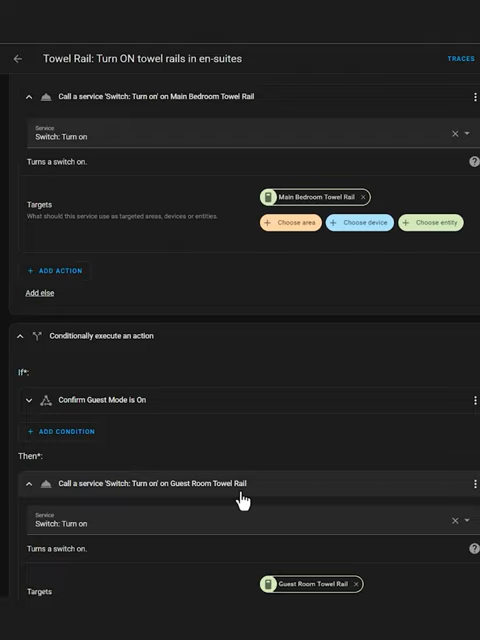 Towel Rail: Turn ON towel rails in en-suites
TRACES
Call a service 'Switch: Turn on' on Main Bedroom Towel Rail
Service
Switch: Turn on
Turns a switch on.
Targets
What should this service use as targeted areas, devices or entities.
Main Bedroom Towel Rail
Choose area
Choose device
Choose entity
+ ADD ACTION
Add else
Conditionally execute an action
If*:
Confirm Guest Mode is On
+ ADD CONDITION
Then*:
Call a service 'Switch: Turn on' on Guest Room Towel Rail
Service
Switch: Turn on
Turns a switch on.
Targets
Guest Room Towel Rail